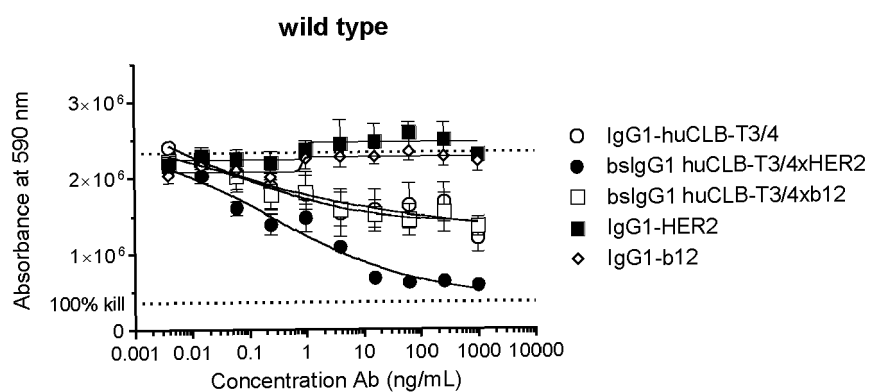 wild type
Absorbance at 590 nm
3×10⁶
2×10⁶
1×10⁶
100% kill
0
0.001 0.01 0.1 1 10 100 1000 10000
Concentration Ab (ng/mL)
IgG1-huCLB-T3/4
bsIgG1 huCLB-T3/4xHER2
bsIgG1 huCLB-T3/4xb12
IgG1-HER2
IgG1-b12